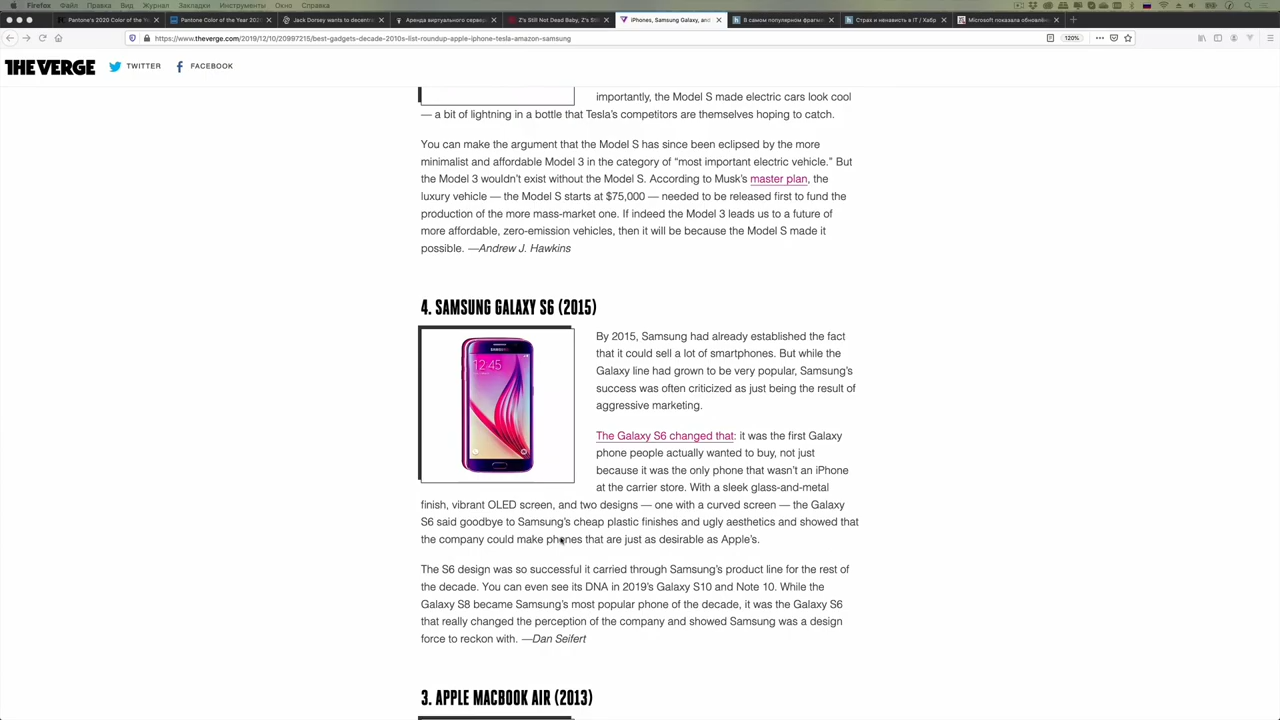 Firefox Файл Правка Вид Журнал Закладки Инструменты Окно Справка
Pantone's 2020 Color of the Ye
Pantone Color of the Year 2020
Jack Dorsey wants to decentra
Аренда виртуального сервер
Z's Still Not Dead Baby, Z's Sti
iPhones, Samsung Galaxy, and
В самом популярном фрагме
Страх и ненависть в IT / Хабр
Microsoft показала обновлён
https://www.theverge.com/2019/12/10/20997215/best-gadgets-decade-2010s-list-roundup-apple-iphone-tesla-amazon-samsung
120%
THE VERGE TWITTER FACEBOOK
importantly, the Model S made electric cars look cool
— a bit of lightning in a bottle that Tesla's competitors are themselves hoping to catch.
You can make the argument that the Model S has since been eclipsed by the more
minimalist and affordable Model 3 in the category of “most important electric vehicle.” But
the Model 3 wouldn't exist without the Model S. According to Musk's master plan, the
luxury vehicle — the Model S starts at $75,000 — needed to be released first to fund the
production of the more mass-market one. If indeed the Model 3 leads us to a future of
more affordable, zero-emission vehicles, then it will be because the Model S made it
possible. —Andrew J. Hawkins
4. SAMSUNG GALAXY S6 (2015)
SAMSUNG
12:45
By 2015, Samsung had already established the fact
that it could sell a lot of smartphones. But while the
Galaxy line had grown to be very popular, Samsung's
success was often criticized as just being the result of
aggressive marketing.
The Galaxy S6 changed that: it was the first Galaxy
phone people actually wanted to buy, not just
because it was the only phone that wasn't an iPhone
at the carrier store. With a sleek glass-and-metal
finish, vibrant OLED screen, and two designs — one with a curved screen — the Galaxy
S6 said goodbye to Samsung's cheap plastic finishes and ugly aesthetics and showed that
the company could make phones that are just as desirable as Apple's.
The S6 design was so successful it carried through Samsung's product line for the rest of
the decade. You can even see its DNA in 2019's Galaxy S10 and Note 10. While the
Galaxy S8 became Samsung's most popular phone of the decade, it was the Galaxy S6
that really changed the perception of the company and showed Samsung was a design
force to reckon with. —Dan Seifert
3. APPLE MACBOOK AIR (2013)